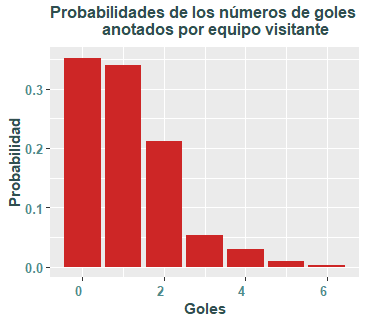 Probabilidades de los números de goles
anotados por equipo visitante
Probabilidad
0.3
0.2
0.1
0.0
0 2 4 6
Goles